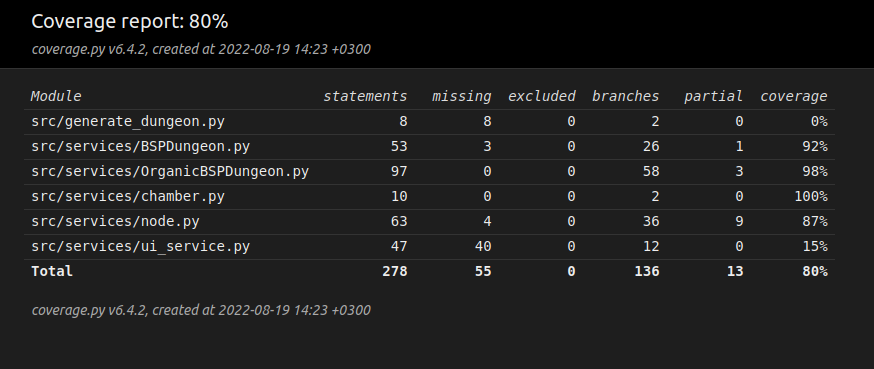 Coverage report: 80%
coverage.py v6.4.2, created at 2022-08-19 14:23 +0300
Module statements missing excluded branches partial coverage
src/generate_dungeon.py 8 8 0 2 0 0%
src/services/BSPDungeon.py 53 3 0 26 1 92%
src/services/OrganicBSPDungeon.py 97 0 0 58 3 98%
src/services/chamber.py 10 0 0 2 0 100%
src/services/node.py 63 4 0 36 9 87%
src/services/ui_service.py 47 40 0 12 0 15%
Total 278 55 0 136 13 80%
coverage.py v6.4.2, created at 2022-08-19 14:23 +0300